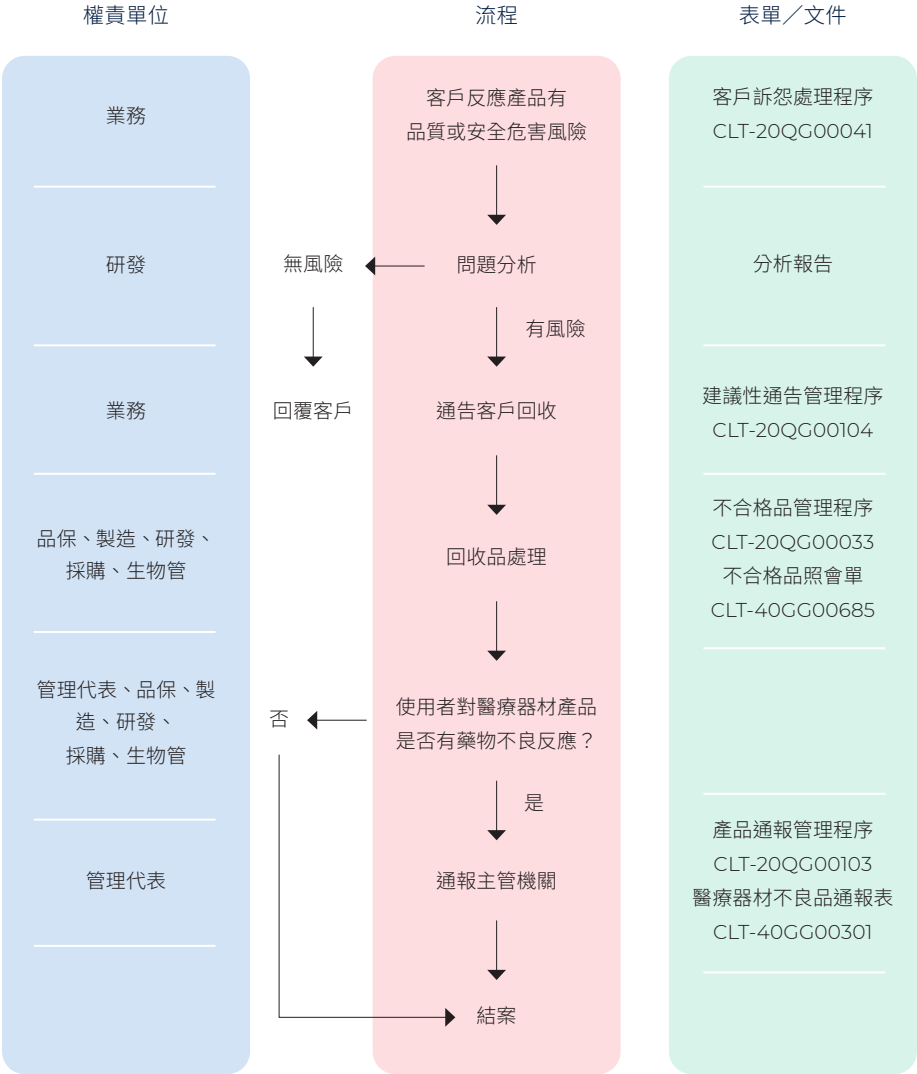 權責單位
流程
表單／文件
業務
客戶反應產品有
品質或安全危害風險
客戶訴怨處理程序
CLT-20QG00041
研發
無風險
問題分析
分析報告
有風險
業務
回覆客戶
通告客戶回收
建議性通告管理程序
CLT-20QG00104
品保、製造、研發、
採購、生物管
回收品處理
不合格品管理程序
CLT-20QG00033
不合格品照會單
CLT-40GG00685
管理代表、品保、製
造、研發、
採購、生物管
否
使用者對醫療器材產品
是否有藥物不良反應？
是
管理代表
通報主管機關
產品通報管理程序
CLT-20QG00103
醫療器材不良品通報表
CLT-40GG00301
結案